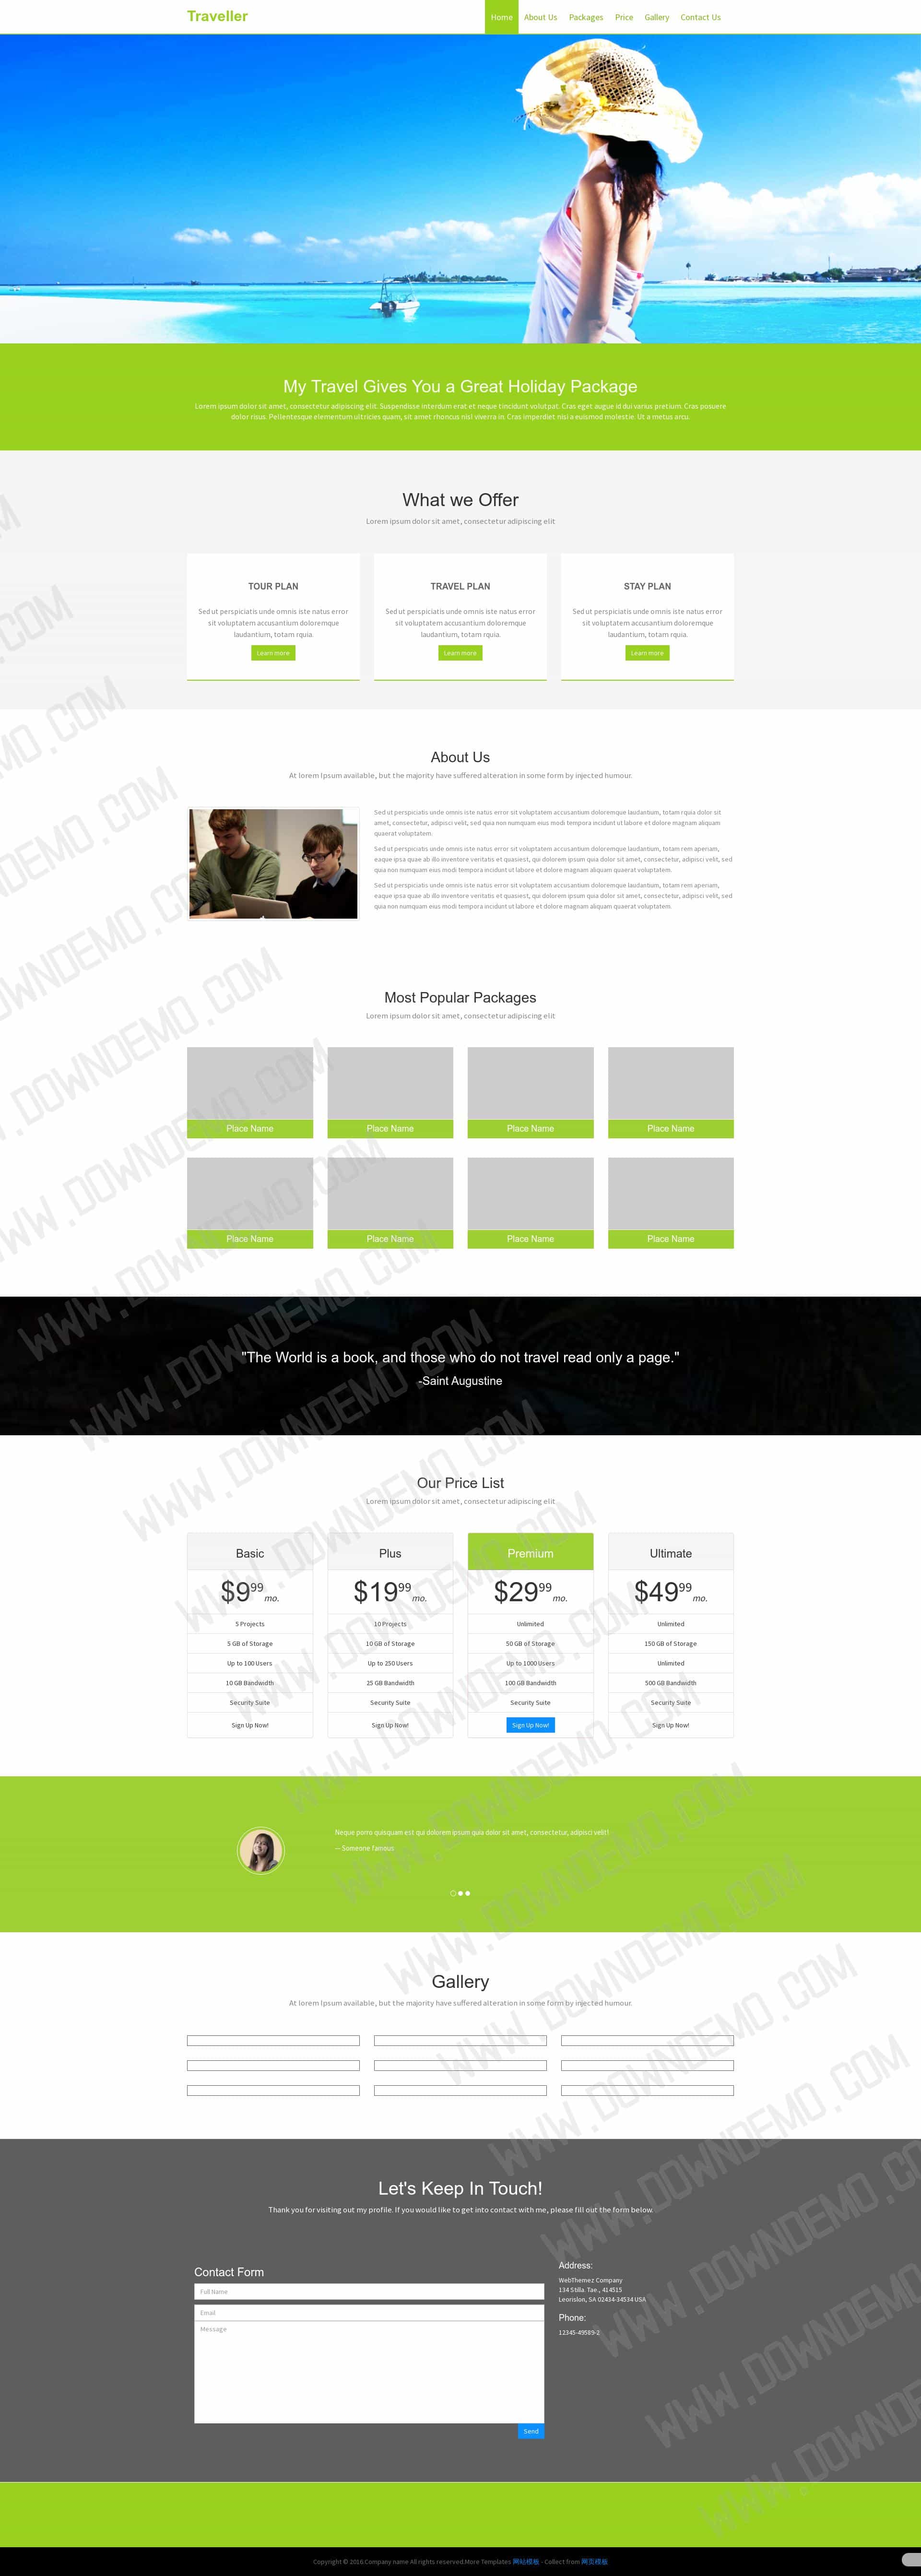 Traveller
Home About Us Packages Price Gallery Contact Us
My Travel Gives You a Great Holiday Package
Lorem ipsum dolor sit amet, consectetur adipiscing elit. Suspendisse interdum erat et neque tincidunt volutpat. Cras eget augue id dui varius pretium. Cras posuere
dolor risus. Pellentesque elementum ultricies quam, sit amet rhoncus nisl viverra in. Cras imperdiet nisi a euismod molestie. Ut a metus arcu.
What we Offer
Lorem ipsum dolor sit amet, consectetur adipiscing elit
TOUR PLAN
Sed ut perspiciatis unde omnis iste natus error
sit voluptatem accusantium doloremque
laudantium, totam rquia.
Learn more
TRAVEL PLAN
Sed ut perspiciatis unde omnis iste natus error
sit voluptatem accusantium doloremque
laudantium, totam rquia.
Learn more
STAY PLAN
Sed ut perspiciatis unde omnis iste natus error
sit voluptatem accusantium doloremque
laudantium, totam rquia.
Learn more
About Us
At lorem Ipsum available, but the majority have suffered alteration in some form by injected humour.
Sed ut perspiciatis unde omnis iste natus error sit voluptatem accusantium doloremque laudantium, totam rquia dolor sit
amet, consectetur, adipisci velit, sed quia non numquam eius modi tempora incidunt ut labore et dolore magnam aliquam
quaerat voluptatem.
Sed ut perspiciatis unde omnis iste natus error sit voluptatem accusantium doloremque laudantium, totam rem aperiam,
eaque ipsa quae ab illo inventore veritatis et quasiest, qui dolorem ipsum quia dolor sit amet, consectetur, adipisci velit, sed
quia non numquam eius modi tempora incidunt ut labore et dolore magnam aliquam quaerat voluptatem.
Sed ut perspiciatis unde omnis iste natus error sit voluptatem accusantium doloremque laudantium, totam rem aperiam,
eaque ipsa quae ab illo inventore veritatis et quasiest, qui dolorem ipsum quia dolor sit amet, consectetur, adipisci velit, sed
quia non numquam eius modi tempora incidunt ut labore et dolore magnam aliquam quaerat voluptatem.
Most Popular Packages
Lorem ipsum dolor sit amet, consectetur adipiscing elit
Place Name Place Name Place Name Place Name
Place Name Place Name Place Name Place Name
"The World is a book, and those who do not travel read only a page."
-Saint Augustine
Our Price List
Lorem ipsum dolor sit amet, consectetur adipiscing elit
Basic
$9 99 mo.
5 Projects
5 GB of Storage
Up to 100 Users
10 GB Bandwidth
Security Suite
Sign Up Now!
Plus
$19 99 mo.
10 Projects
10 GB of Storage
Up to 250 Users
25 GB Bandwidth
Security Suite
Sign Up Now!
Premium
$29 99 mo.
Unlimited
50 GB of Storage
Up to 1000 Users
100 GB Bandwidth
Security Suite
Sign Up Now!
Ultimate
$49 99 mo.
Unlimited
150 GB of Storage
Unlimited
500 GB Bandwidth
Security Suite
Sign Up Now!
Neque porro quisquam est qui dolorem ipsum quia dolor sit amet, consectetur, adipisci velit!
— Someone famous
Gallery
At lorem Ipsum available, but the majority have suffered alteration in some form by injected humour.
Let's Keep In Touch!
Thank you for visiting out my profile. If you would like to get into contact with me, please fill out the form below.
Contact Form
Full Name
Email
Message
Send
Address:
WebThemez Company
134 Stilla. Tae., 414515
Leorislon, SA 02434-34534 USA
Phone:
12345-49589-2
Copyright © 2016.Company name All rights reserved.More Templates 网站模板 - Collect from 网页模板
WWW.DOWNDEMO.COM